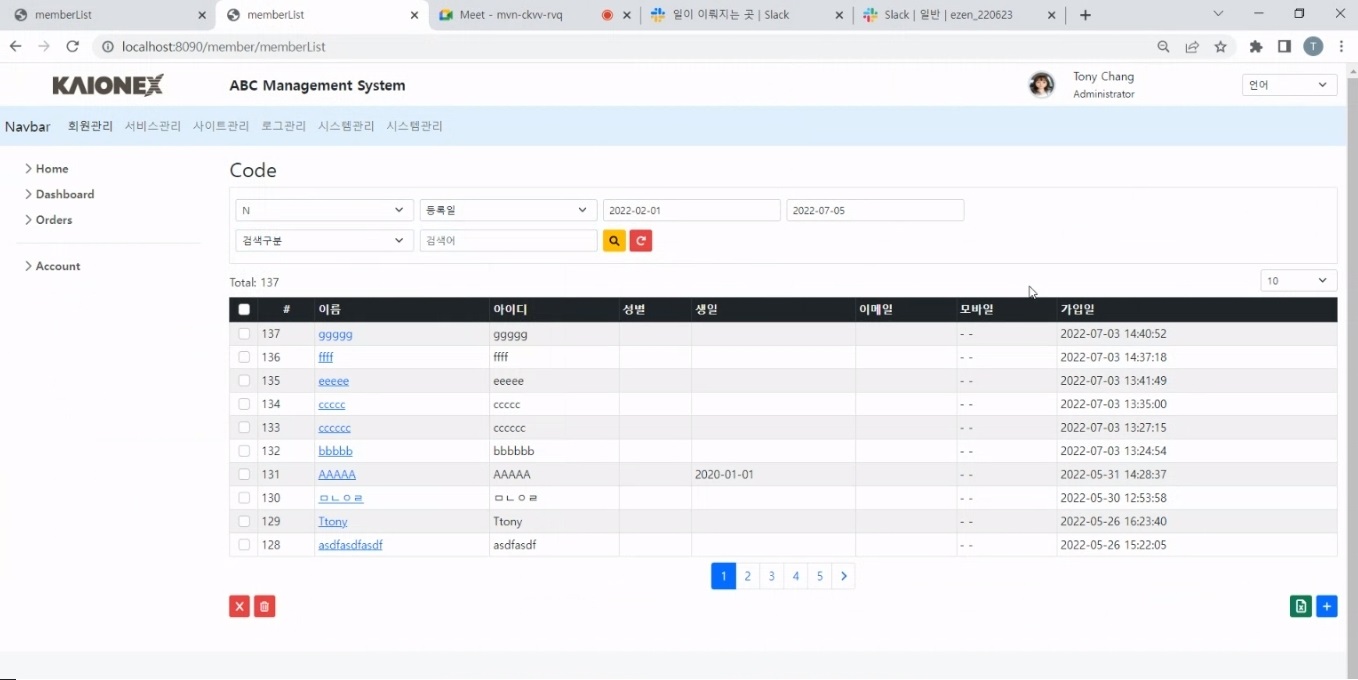 memberList memberList Meet - mvn-ckvv-rvq 일이 이뤄지는 곳 | Slack Slack | 일반 | ezen_220623
localhost:8090/member/memberList T
KAIONEX ABC Management System Tony Chang 언어
Administrator
Navbar 회원관리 서비스관리 사이트관리 로그관리 시스템관리 시스템관리
Home
Dashboard
Orders
Account
Code
N 등록일 2022-02-01 2022-07-05
검색구분 검색어
Total: 137 10
# 이름 아이디 성별 생일 이메일 모바일 가입일
137 ggggg ggggg - - 2022-07-03 14:40:52
136 ffff ffff - - 2022-07-03 14:37:18
135 eeeee eeeee - - 2022-07-03 13:41:49
134 ccccc ccccc - - 2022-07-03 13:35:00
133 cccccc cccccc - - 2022-07-03 13:27:15
132 bbbbb bbbbbb - - 2022-07-03 13:24:54
131 AAAAA AAAAA 2020-01-01 - - 2022-05-31 14:28:37
130 ㅁㄴㅇㄹ ㅁㄴㅇㄹ - - 2022-05-30 12:53:58
129 Ttony Ttony - - 2022-05-26 16:23:40
128 asdfasdfasdf asdfasdf - - 2022-05-26 15:22:05
1 2 3 4 5